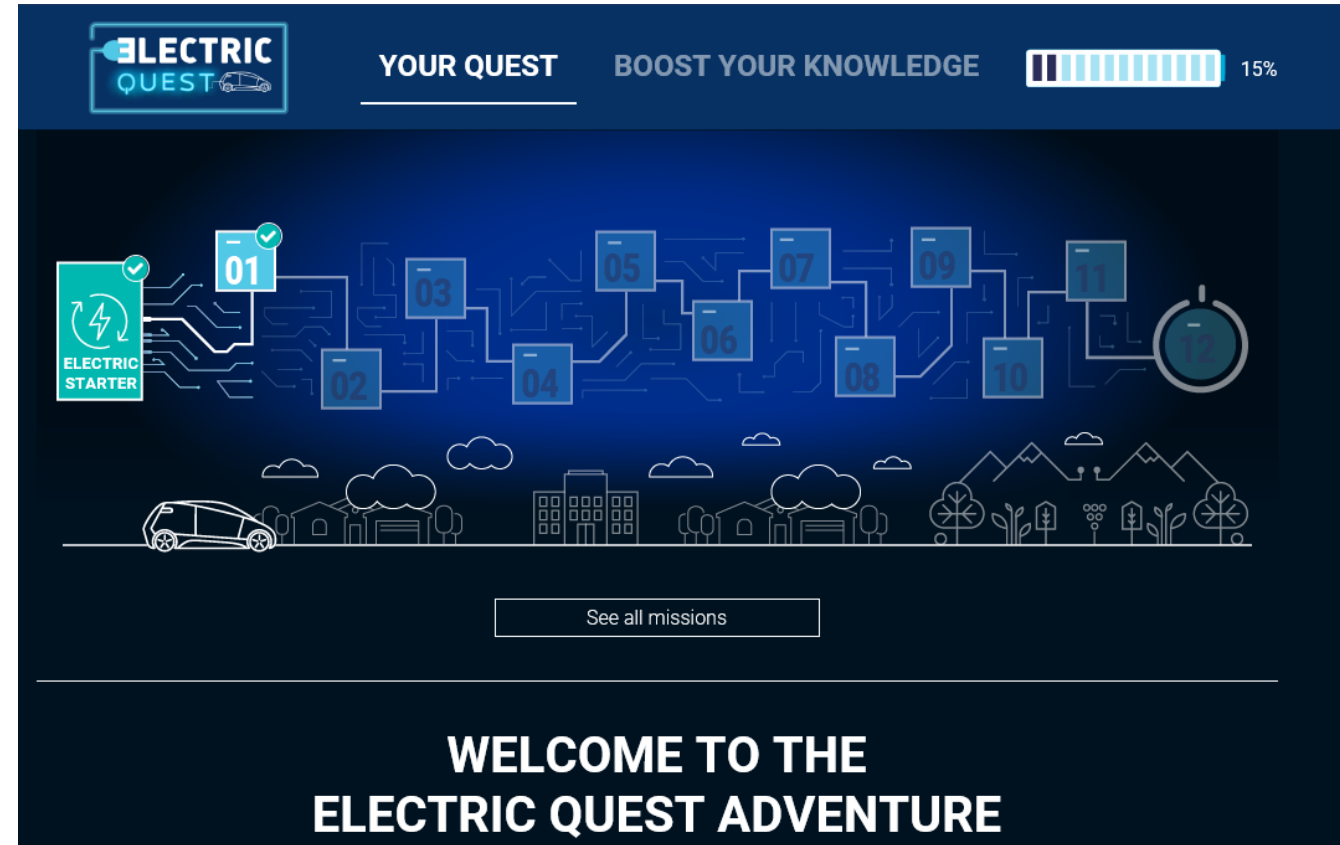 ELECTRIC
QUEST
YOUR QUEST
BOOST YOUR KNOWLEDGE
15%
ELECTRIC
STARTER
01
02
03
04
05
06
07
08
09
10
11
12
See all missions
WELCOME TO THE
ELECTRIC QUEST ADVENTURE